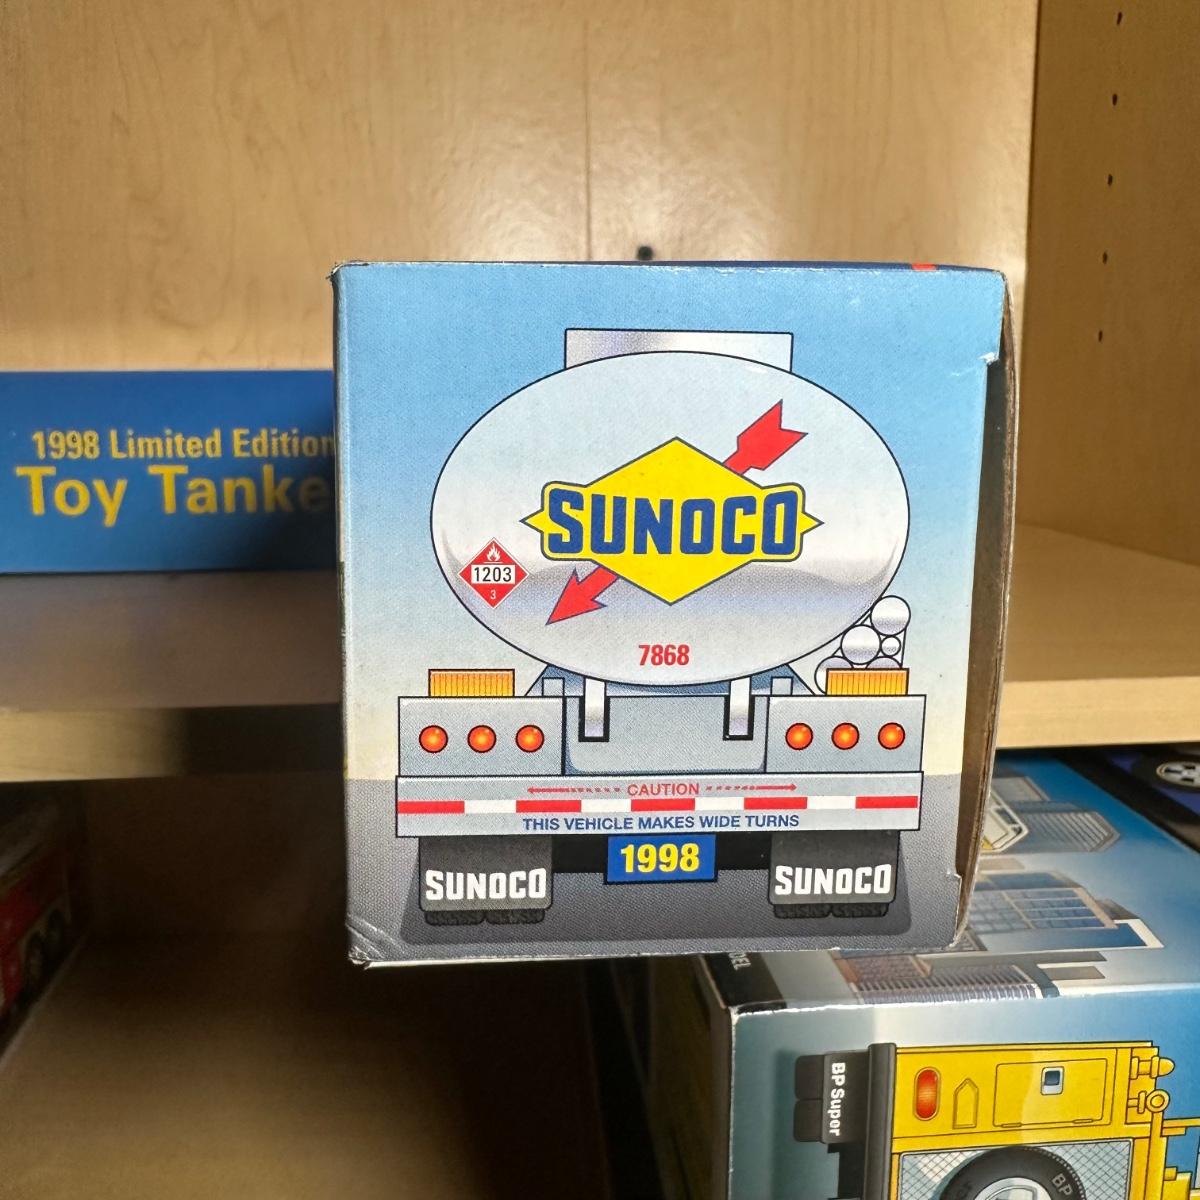 1998 Limited Edition
Toy Tanke
SUNOCO
1203
3
7868
CAUTION
THIS VEHICLE MAKES WIDE TURNS
1998
SUNOCO
SUNOCO
BP Super